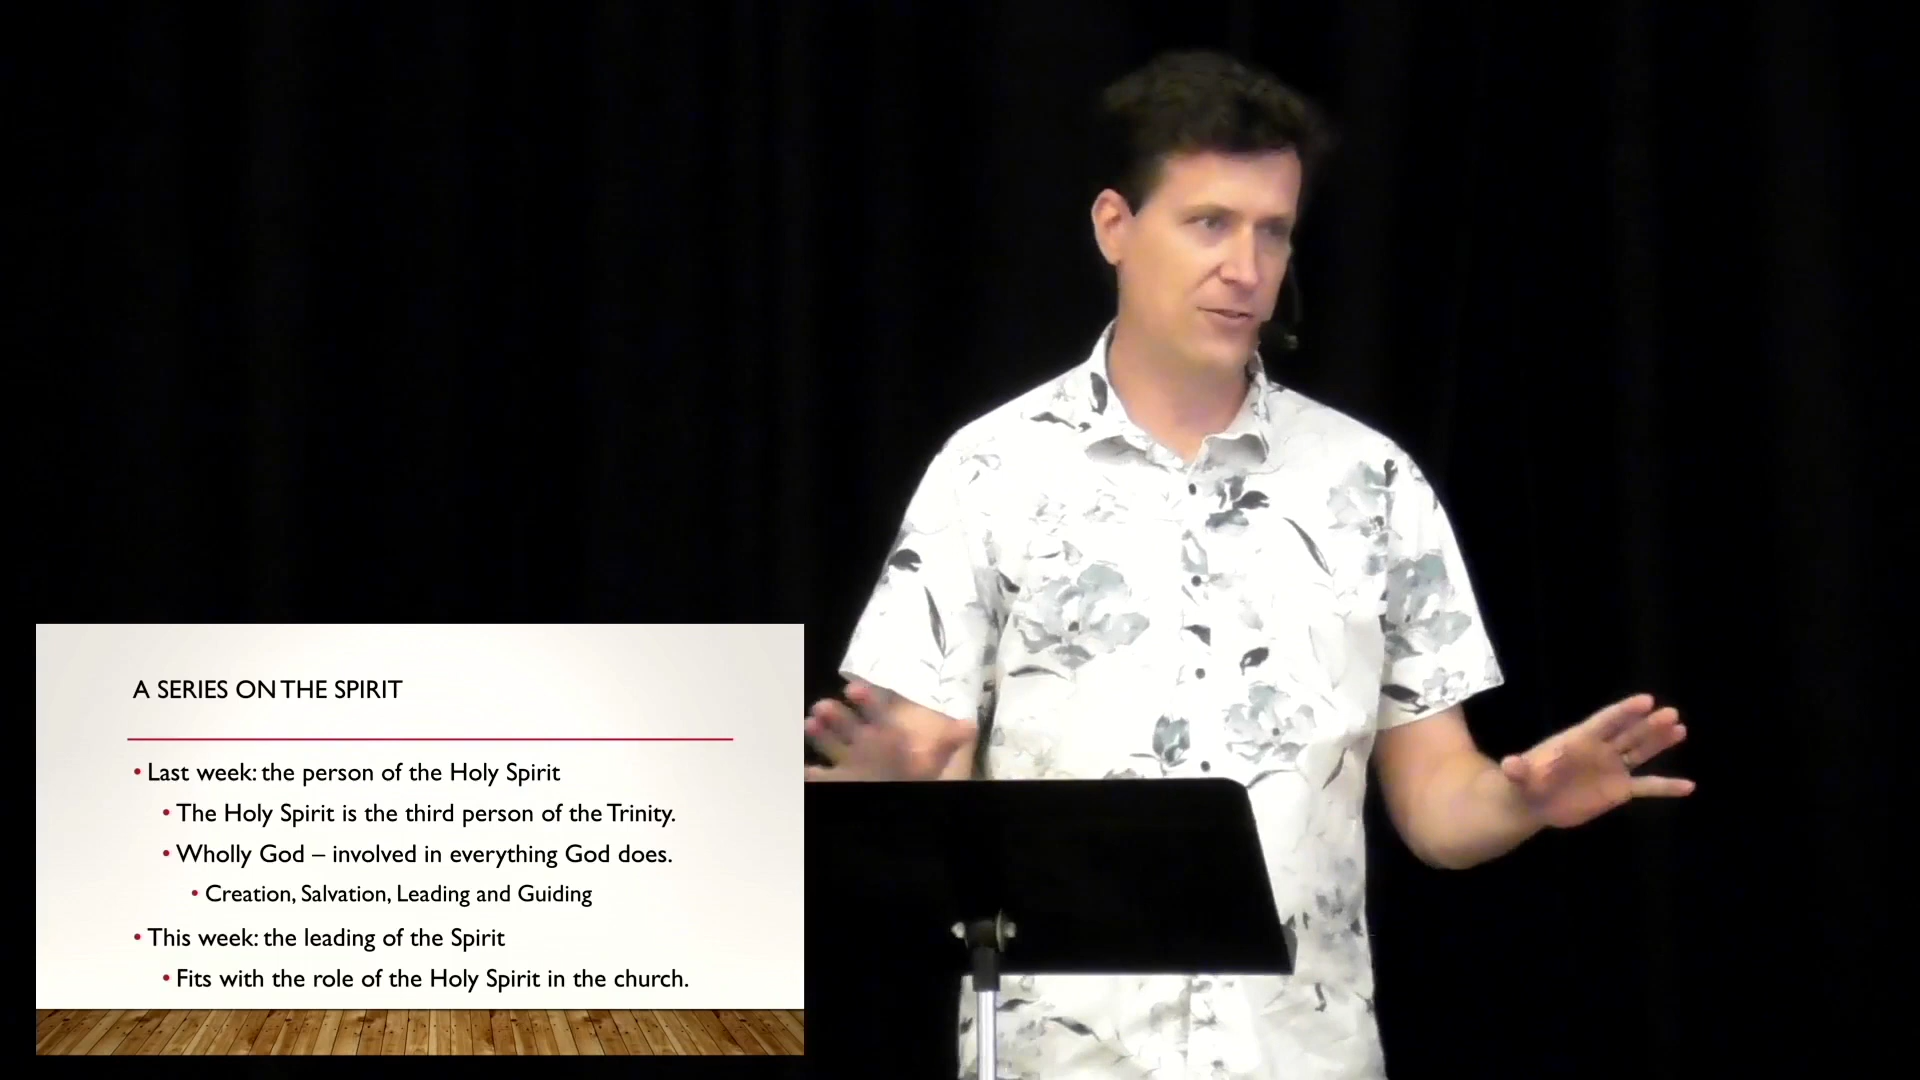 A SERIES ON THE SPIRIT
• Last week: the person of the Holy Spirit
• The Holy Spirit is the third person of the Trinity.
• Wholly God – involved in everything God does.
• Creation, Salvation, Leading and Guiding
• This week: the leading of the Spirit
• Fits with the role of the Holy Spirit in the church.